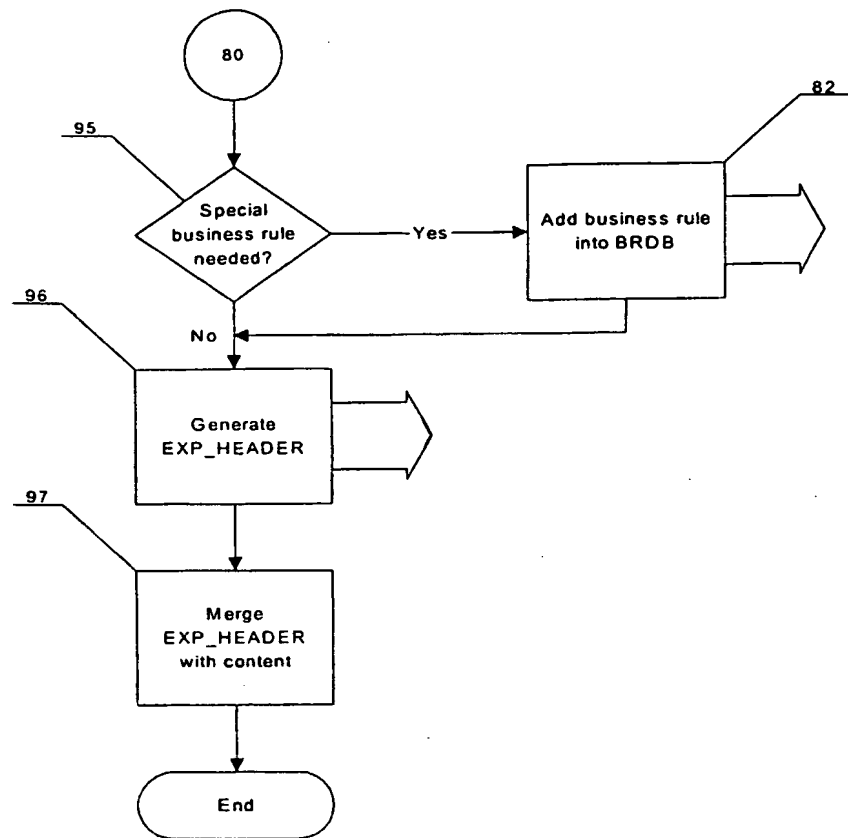 80
95
82
Special
business rule
needed?
Yes
Add business rule
into BRDB
96
No
Generate
EXP_HEADER
97
Merge
EXP_HEADER
with content
End